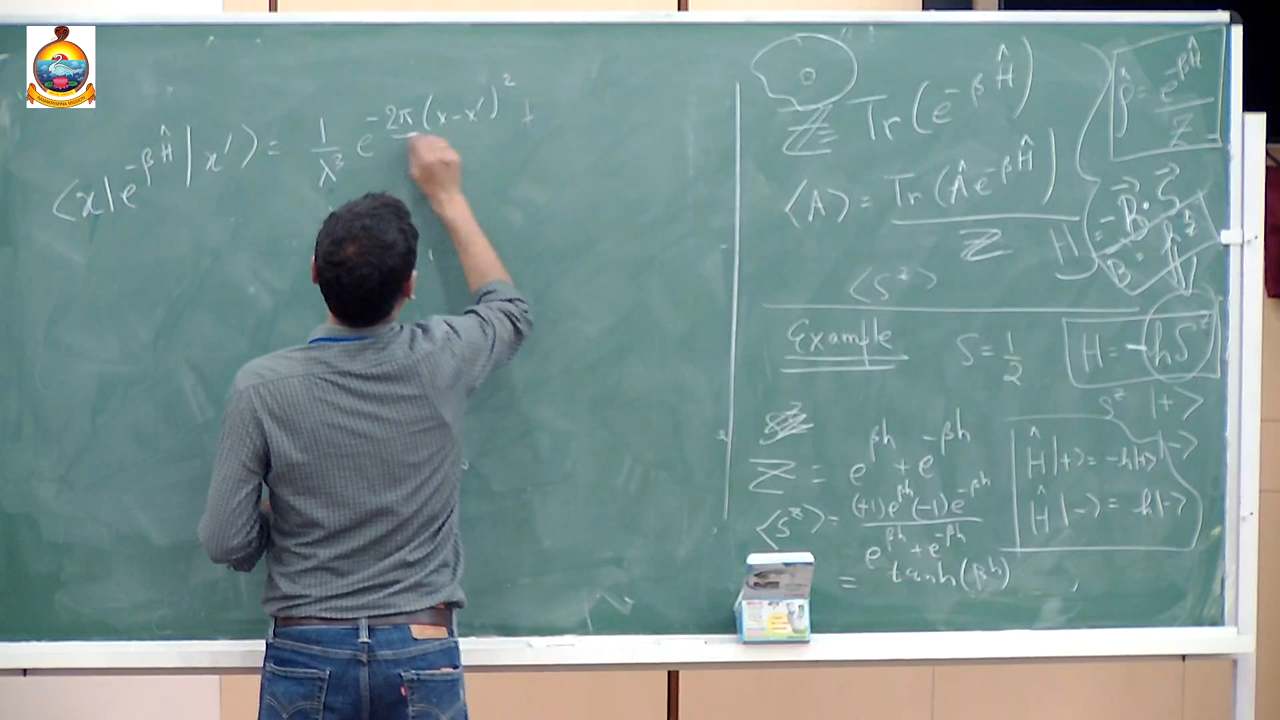 ⟨x|e^{-βĤ}|x'⟩ = 1/λ³ e^{-2π(x-x')²
Z Tr(e^{-βĤ})
ρ̂ = e^{-βĤ}/Z
⟨A⟩ = Tr(Âe^{-βĤ})/Z
H = -B⃗·S⃗
⟨S^z⟩
Example S = 1/2 H = -hS^z
S^z |+⟩
|-⟩
Z = e^{βh} + e^{-βh}
Ĥ|+⟩ = -h|+⟩
Ĥ|-⟩ = h|-⟩
⟨S^z⟩ = (+1)e^{βh}(-1)e^{-βh}/e^{βh}+e^{-βh}
= tanh(βh)